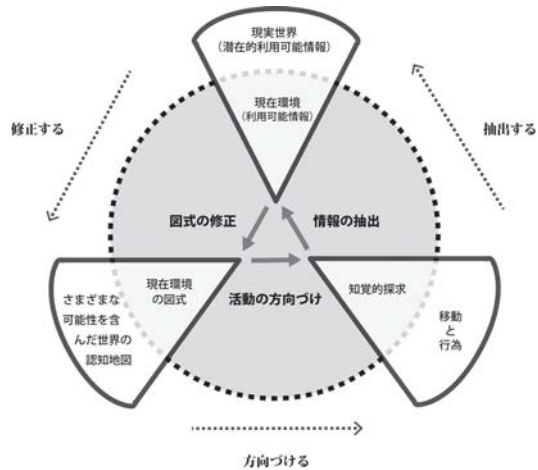 現実世界
(潜在的利用可能情報)
現在環境
(利用可能情報)
修正する
抽出する
図式の修正
情報の抽出
現在環境
の図式
さまざまな
可能性を含
んだ世界の
認知地図
活動の方向づけ
知覚的探求
移動
と
行為
方向づける